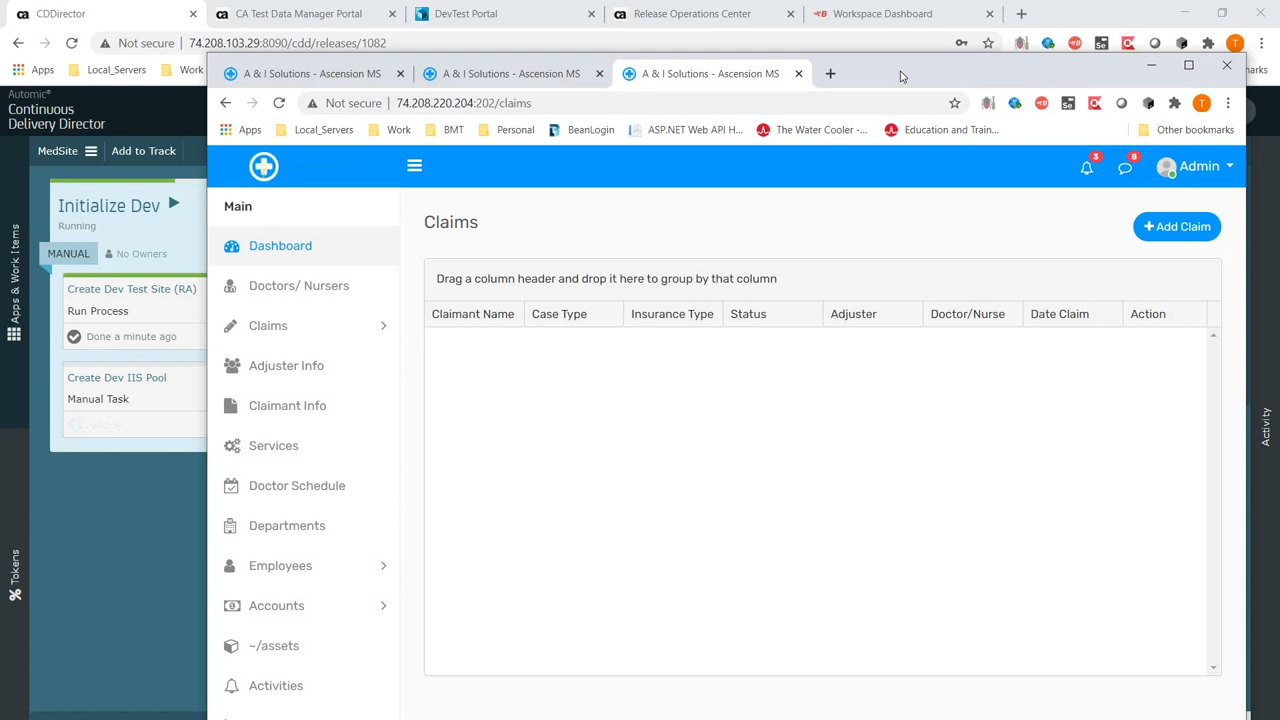 CDDirector
CA Test Data Manager Portal
DevTest Portal
Release Operations Center
Workspace Dashboard
Not secure
74.208.103.29:8090/cdd/releases/1082
Apps
Local_Servers
Work
marks
A & I Solutions - Ascension MS
A & I Solutions - Ascension MS
A & I Solutions - Ascension MS
Not secure
74.208.220.204:202/claims
Apps
Local_Servers
Work
BMT
Personal
BeanLogin
ASP.NET Web API H...
The Water Cooler -...
Education and Train...
Other bookmarks
Automic®
Continuous
Delivery Director
MedSite
Add to Track
Initialize Dev
Running
MANUAL
No Owners
Create Dev Test Site (RA)
Run Process
Done a minute ago
Create Dev IIS Pool
Manual Task
Apps & Work Items
Tokens
Activity
3
8
Admin
Main
Dashboard
Doctors/ Nursers
Claims
Adjuster Info
Claimant Info
Services
Doctor Schedule
Departments
Employees
Accounts
~/assets
Activities
Claims
Add Claim
Drag a column header and drop it here to group by that column
Claimant Name
Case Type
Insurance Type
Status
Adjuster
Doctor/Nurse
Date Claim
Action